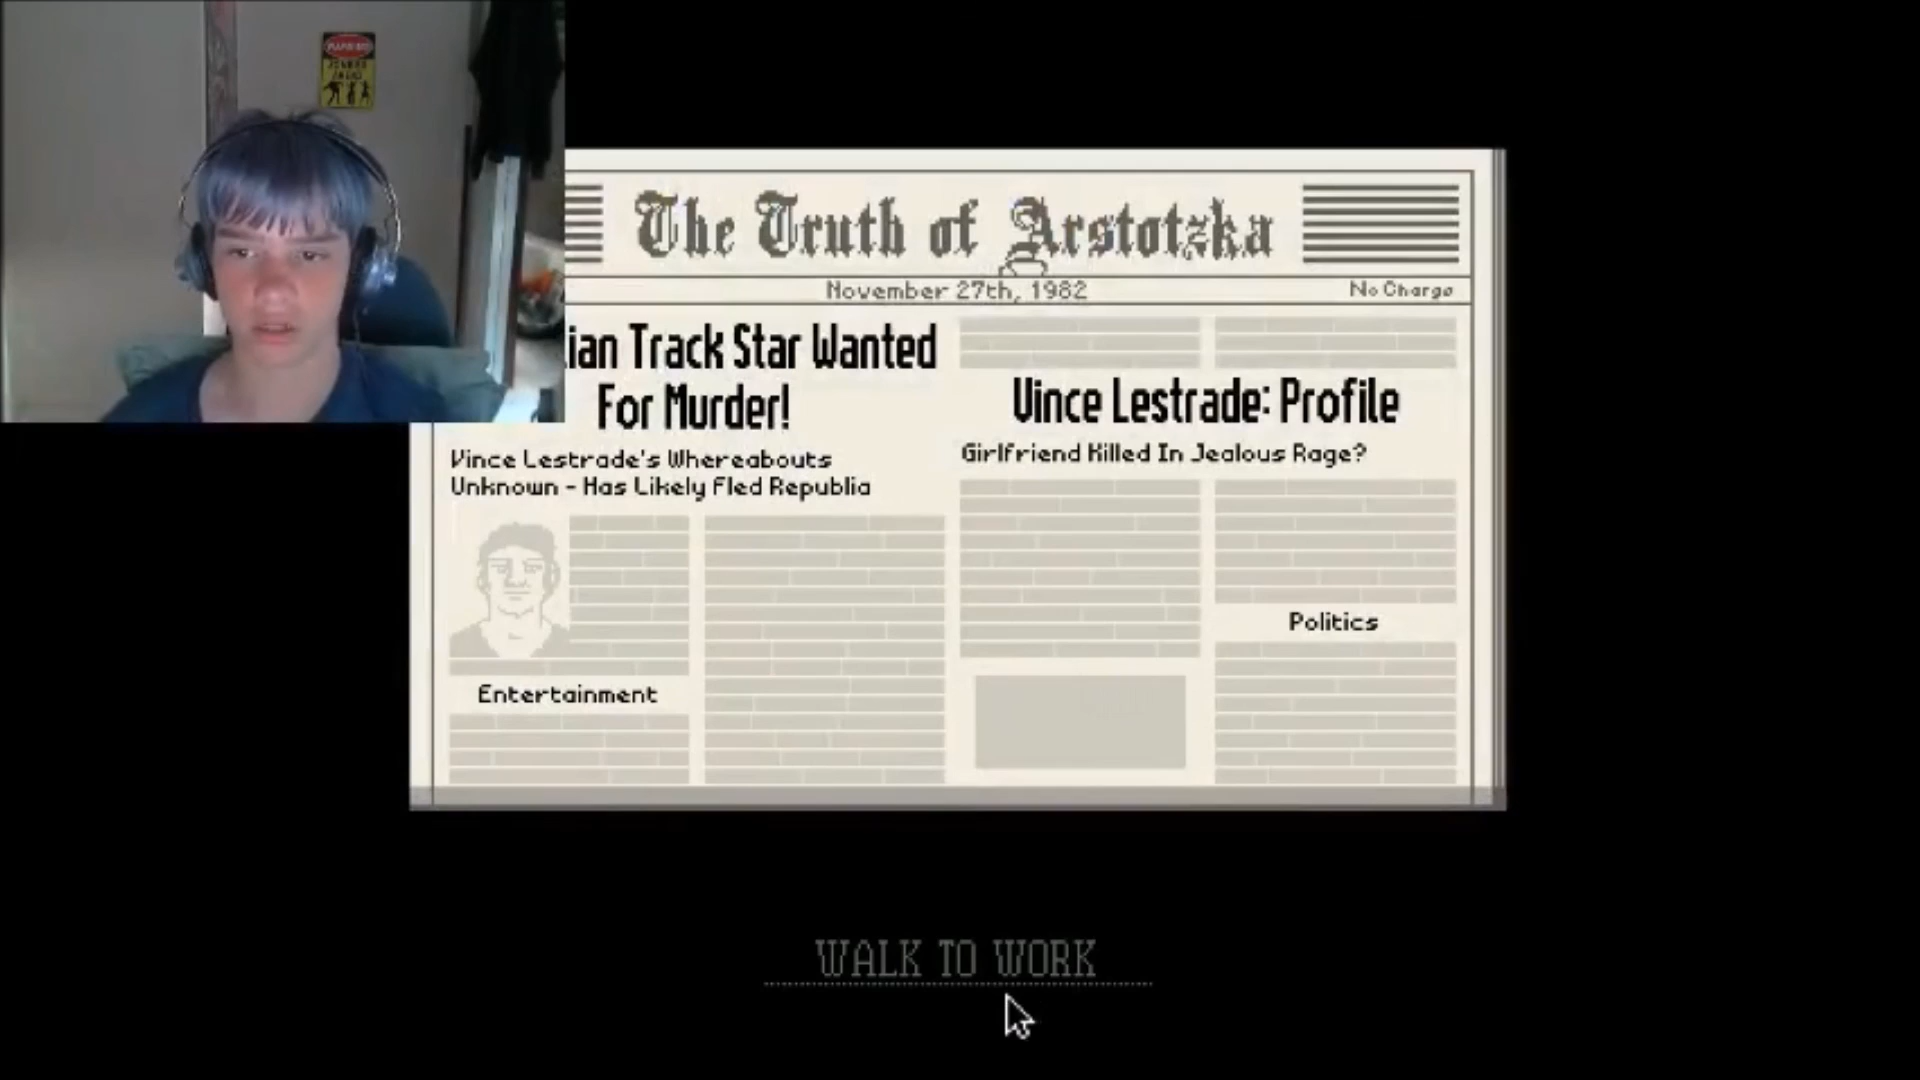 The Truth of Arstotzka
November 27th, 1982
No Charge
ian Track Star Wanted
For Murder!
Vince Lestrade's Whereabouts
Unknown - Has Likely Fled Republia
Entertainment
Vince Lestrade: Profile
Girlfriend Killed In Jealous Rage?
Politics
WALK TO WORK